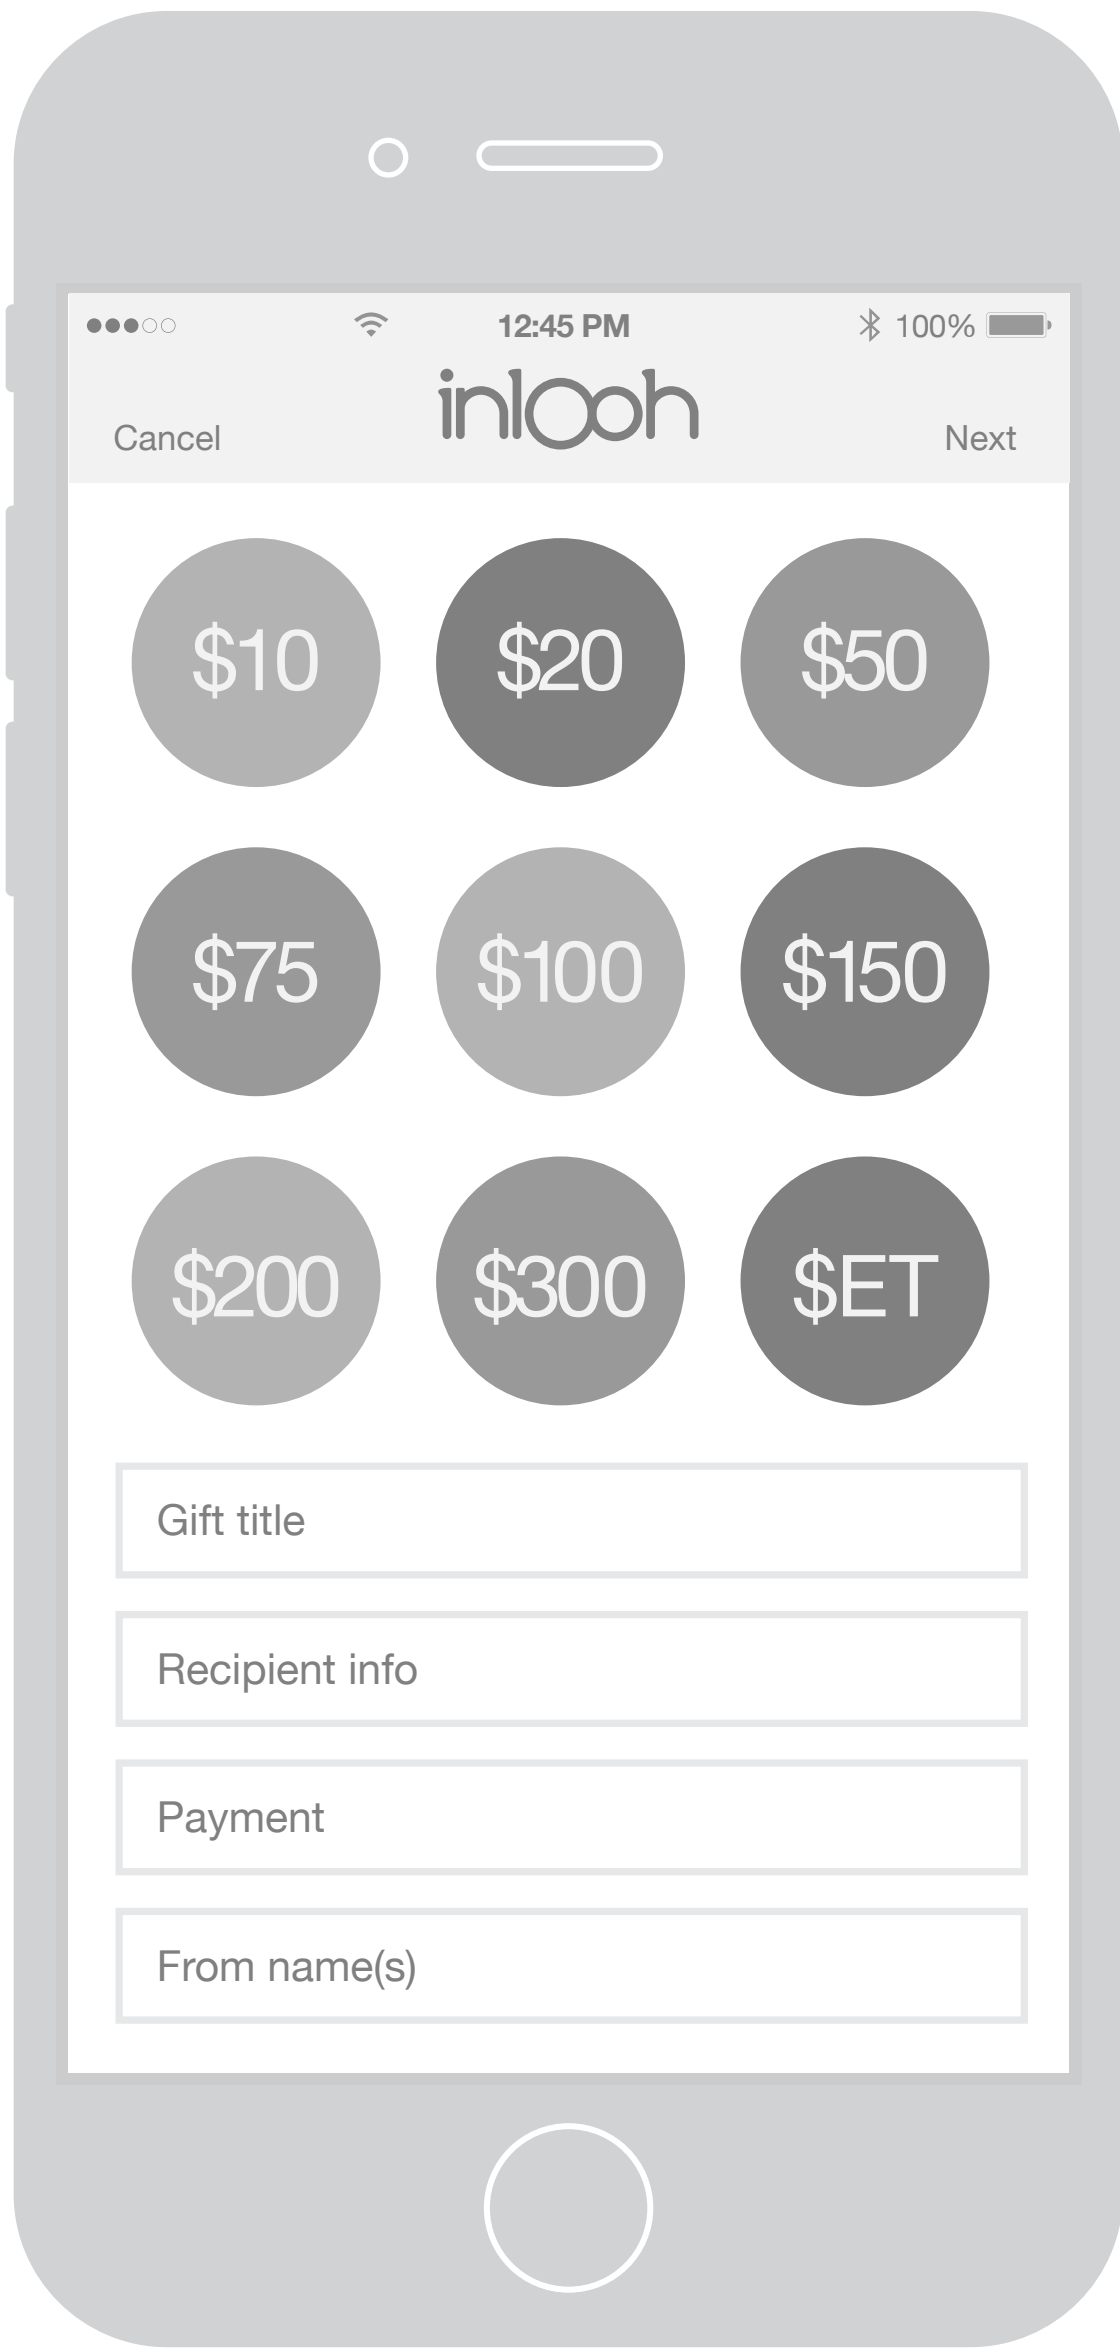 12:45 PM 100%
inlooh
Cancel Next
$10 $20 $50
$75 $100 $150
$200 $300 $ET
Gift title
Recipient info
Payment
From name(s)